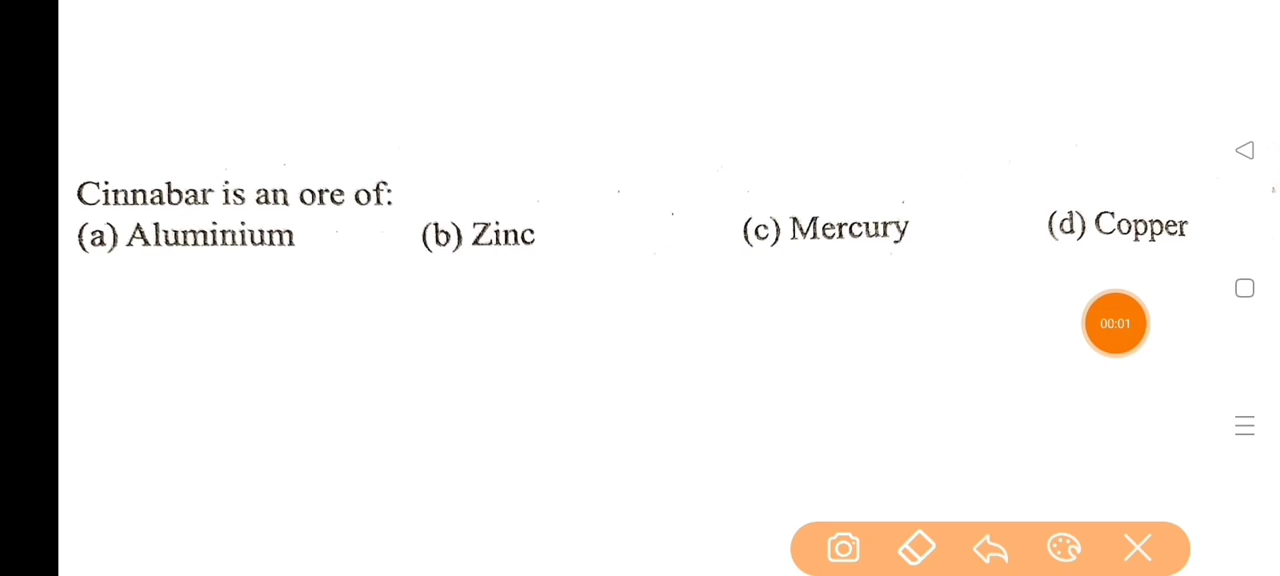 Cinnabar is an ore of:
(a) Aluminium (b) Zinc (c) Mercury (d) Copper
00:01